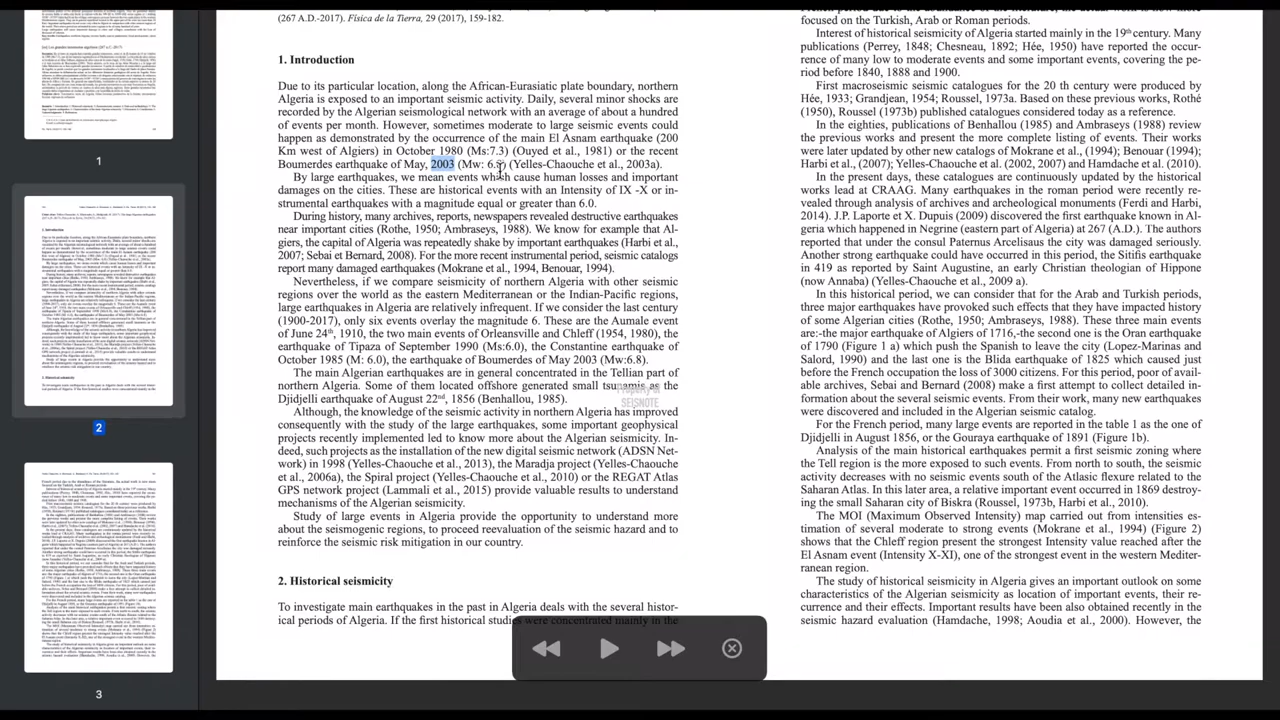 (267 A.D.-2017). Física de la Tierra, 29 (2017), 159-182.
1. Introduction
Due to its particular location, along the African-Eurasiatic plate boundary, northern
Algeria is exposed to an important seismic activity. Daily, several minor shocks are
recorded by the Algerian seismological network with an average of about a hundred
of events per month. However, sometimes moderate to large seismic events could
happen as demonstrated by the occurrence of the main El Asnam earthquake (200
Km west of Algiers) in October 1980 (Ms:7.3) (Ouyed et al., 1981) or the recent
Boumerdes earthquake of May, 2003 (Mw: 6.8) (Yelles-Chaouche et al., 2003a).
By large earthquakes, we mean events which cause human losses and important
damages on the cities. These are historical events with an Intensity of IX -X or in-
strumental earthquakes with a magnitude equal or greater than 6.0.
During history, many archives, reports, newpapers revealed destructive earthquakes
near important cities (Rothe, 1950; Ambraseys, 1988). We know for example that Al-
giers, the capital of Algeria was repeatedly shake by important earthquakes (Harbi et al.,
2007; Sebai et Bernard, 2008). For the more recent instrumental period, seismic catalogs
report many damaged earthquakes (Mokrane et al., 1994, Benouar, 1994).
Nevertheless, if we compare seismicity of northern Algeria with other seismic
regions over the world as the eastern Mediterranean or the Indian-Pacific regions,
large earthquakes in Algeria are relatively infrequent. If we consider the last century
(1900-2017), only six events overlay the magnitude 6. These are the Aumale event
of June 24th, 1910, the two main events of Orleanville and Chleff (1954, 1980), the
earthquake of Tipaza of September 1990 (Ms:6.0), the Constantine earthquake of
October 1985 (M: 6.0), the earthquake of Boumerdes of May 2003 (Mw:6.8).
The main Algerian earthquakes are in general concentrated in the Tellian part of
northern Algeria. Some of them located offshore generated small tsunamis as the
Djidjelli earthquake of August 22nd, 1856 (Benhallou, 1985).
Although, the knowledge of the seismic activity in northern Algeria has improved
consequently with the study of the large earthquakes, some important geophysical
projects recently implemented led to know more about the Algerian seismicity. In-
deed, such projects as the installation of the new digital seismic network (ADSN Net-
work) in 1998 (Yelles-Chaouche et al., 2013), the Maradja project (Yelles-Chaouche
et al., 2006a), the Spiral project (Yelles-Chaouche et al., 2010) or the REGAT Atlas
GPS network project (Lammali et al., 2015) provide valuable results to understand
mechanisms of the Algerian seismicity.
Study of large events in Algeria provide the opportunity to understand more
about the seismogenic regions, to proceed revaluation of the seismic hazard and to
reinforce the seismic risk mitigation in our country.
2. Historical seismicity
To investigate main earthquakes in the past in Algeria deals with the several histor-
ical periods of Algeria. If the first historical studies was concentrated mainly in the
focused on the Turkish, Arab or Roman periods.
Interest of historical seismicity of Algeria started mainly in the 19th century. Many
publications (Perrey, 1848; Chesneau, 1892; Hée, 1950) have reported the occur-
rence of many low to moderate events and some important events, covering the pe-
riod before 1840, 1888 and 1900.
First macroseismic seismic catalogues for the 20 th century were produced by
Hée, 1933; Grandjean, 1954; Roussel, 1973a. Based on these previous works, Rothé
(1950), Roussel 1973b) published catalogues considered today as a reference.
In the eighties, publications of Benhallou (1985) and Ambraseys (1988) review
the previous works and present the more complete listing of events. Their works
were later updated by other new catalogs of Mokrane et al., (1994); Benouar (1994);
Harbi et al., (2007); Yelles-Chaouche et al. (2002, 2007) and Hamdache et al. (2010).
In the present days, these catalogues are continuously updated by the historical
works lead at CRAAG. Many earthquakes in the roman period were recently re-
vealed through analysis of archives and archeological monuments (Ferdi and Harbi,
2014). J.P. Laporte et X. Dupuis (2009) discovered the first earthquake known in Al-
geria which happened in Nsigrene (eastern part of Algeria) at 267 (A.D.). The authors
reported that under the consul Paternus Arcquisaus the city was damaged seriously.
Another strong earthquake could have occurred in this period, the Sitifis earthquake
in 419 as reported by Saint Augustine, an early Christian theologian of Hippone
(now Annaba) (Yelles-Chaouche et al., 2009 a).
In the historical period, we can consider that for the Arab and Turkish periods,
three major earthquakes have produced such effects that they have impacted history
of the Algerian cities (Rothé, 1950; Ambraseys, 1988). These three main events
are the major earthquake of Algiers of 1716, the second one is the Oran earthquake
of 1790 (Figure 1 a) which push the Spanish to leave the city (Lopez-Marinas and
Salord, 1990) and the last one is the Blida earthquake of 1825 which caused just
before the French occupation the loss of 3000 citizens. For this period, poor of avail-
able archives, Sebai and Bernard (2008) make a first attempt to collect detailed in-
formation about the several seismic events. From their work, many new earthquakes
were discovered and included in the Algerian seismic catalog.
For the French period, many large events are reported in the table 1 as the one of
Djidjelli in August 1856, or the Gouraya earthquake of 1891 (Figure 1b).
Analysis of the main historical earthquakes permit a first seismic zoning where
the Tell region is the more exposed to such events. From north to south, the seismic
activity decreases with no seismic events south of the Atlasic flexure related to the
Saharan Atlas. In this later area, a relative important event occurred in 1869 destroy-
ing the small Saharan city of Biskra (Roussel, 1973b, Harbi et al., 2010).
The MOI (Maximum Observed Intensity) map carried out from intensities es-
timation of several moderate to large events (Mokrane et al., 1994) (Figure 2)
shows that the Chleff region present the strongest Intensity value reached after the
El Asnam event (Intensity X-XI), one of the strongest event in the western Mediter-
ranean region.
The study of historical seismicity of Algeria gives an important outlook on some
characteristics of the Algerian seismicity as location of important events, their re-
currence and their effects. Important results have been also obtained recently in the
seismic hazard evaluation (Hamdache, 1998; Aoudia et al., 2000). However, the
Property of
SEISNOTE
1
2
3